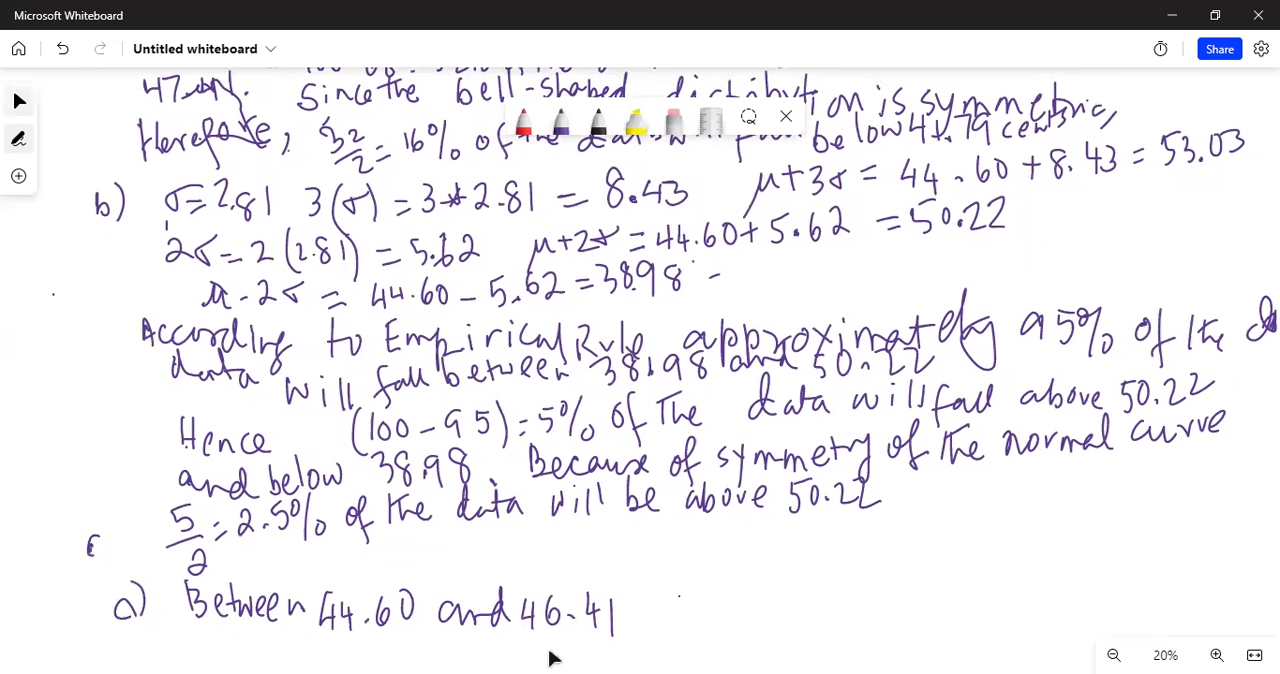 Microsoft Whiteboard
Untitled whiteboard
Share
Since the bell-shaped distribution is symmetric,
Therefore, 32/2 = 16% of the data will fall below 41.79 cents
b) σ=2.81 3(σ) = 3*2.81 = 8.43 μ+3σ = 44.60+8.43 = 53.03
2σ = 2(2.81) = 5.62 μ+2σ = 44.60+5.62 = 50.22
μ-2σ = 44.60-5.62 = 38.98 -
According to Empirical Rule approximately 95% of the d
data will fall between 38.98 and 50.22
Hence (100-95)=5% of the data will fall above 50.22
and below 38.98. Because of symmetry of the normal curve
5/2 = 2.5% of the data will be above 50.22
a) Between 44.60 and 46.41
20%